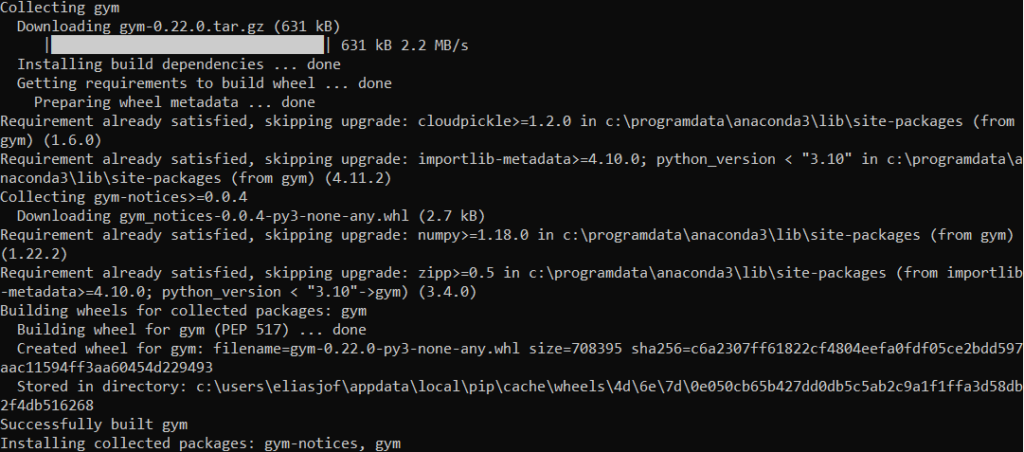 Collecting gym
  Downloading gym-0.22.0.tar.gz (631 kB)
     |                                | 631 kB 2.2 MB/s
  Installing build dependencies ... done
  Getting requirements to build wheel ... done
    Preparing wheel metadata ... done
Requirement already satisfied, skipping upgrade: cloudpickle>=1.2.0 in c:\programdata\anaconda3\lib\site-packages (from
gym) (1.6.0)
Requirement already satisfied, skipping upgrade: importlib-metadata>=4.10.0; python_version < "3.10" in c:\programdata\a
naconda3\lib\site-packages (from gym) (4.11.2)
Collecting gym-notices>=0.0.4
  Downloading gym_notices-0.0.4-py3-none-any.whl (2.7 kB)
Requirement already satisfied, skipping upgrade: numpy>=1.18.0 in c:\programdata\anaconda3\lib\site-packages (from gym)
(1.22.2)
Requirement already satisfied, skipping upgrade: zipp>=0.5 in c:\programdata\anaconda3\lib\site-packages (from importlib
-metadata>=4.10.0; python_version < "3.10"->gym) (3.4.0)
Building wheels for collected packages: gym
  Building wheel for gym (PEP 517) ... done
  Created wheel for gym: filename=gym-0.22.0-py3-none-any.whl size=708395 sha256=c6a2307ff61822cf4804eefa0fdf05ce2bdd597
aac11594ff3aa60454d229493
  Stored in directory: c:\users\eliasjof\appdata\local\pip\cache\wheels\4d\6e\7d\0e050cb65b427dd0db5c5ab2c9a1f1ffa3d58db
2f4db516268
Successfully built gym
Installing collected packages: gym-notices, gym